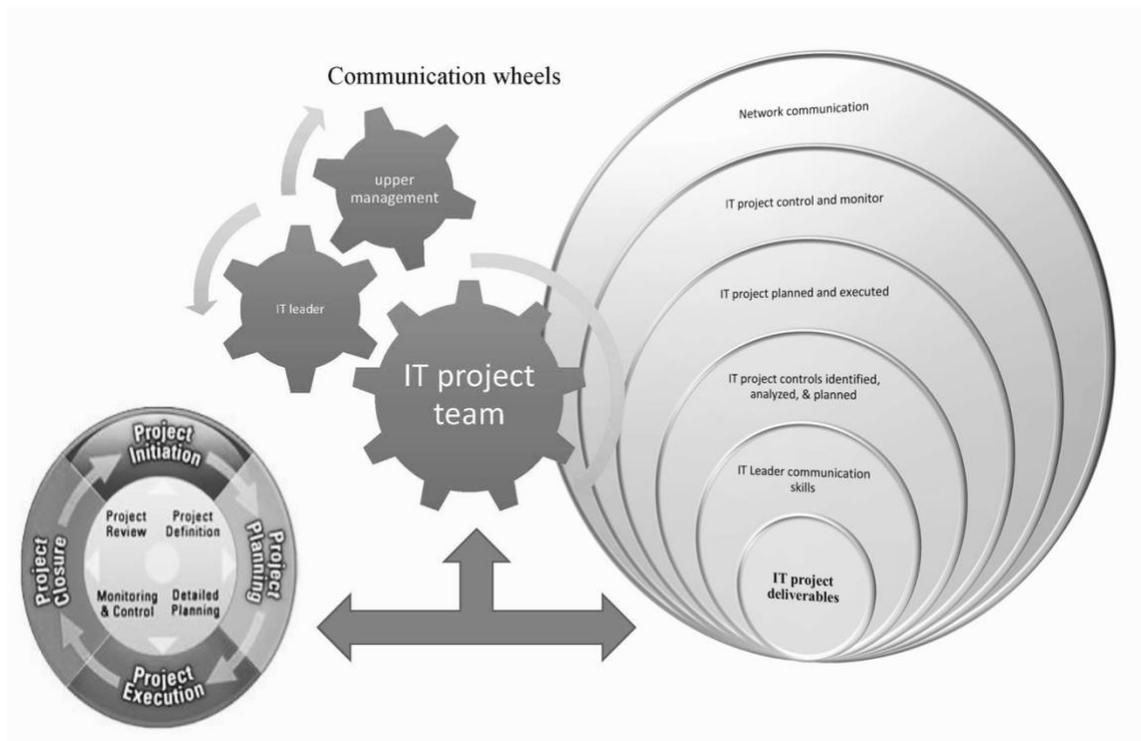 Communication wheels
upper
management
IT leader
IT project
team
Network communication
IT project control and monitor
IT project planned and executed
IT project controls identified,
analyzed, & planned
IT Leader communication
skills
IT project
deliverables
Project
Initiation
Project
Planning
Project
Execution
Project
Closure
Project
Review
Project
Definition
Monitoring
& Control
Detailed
Planning